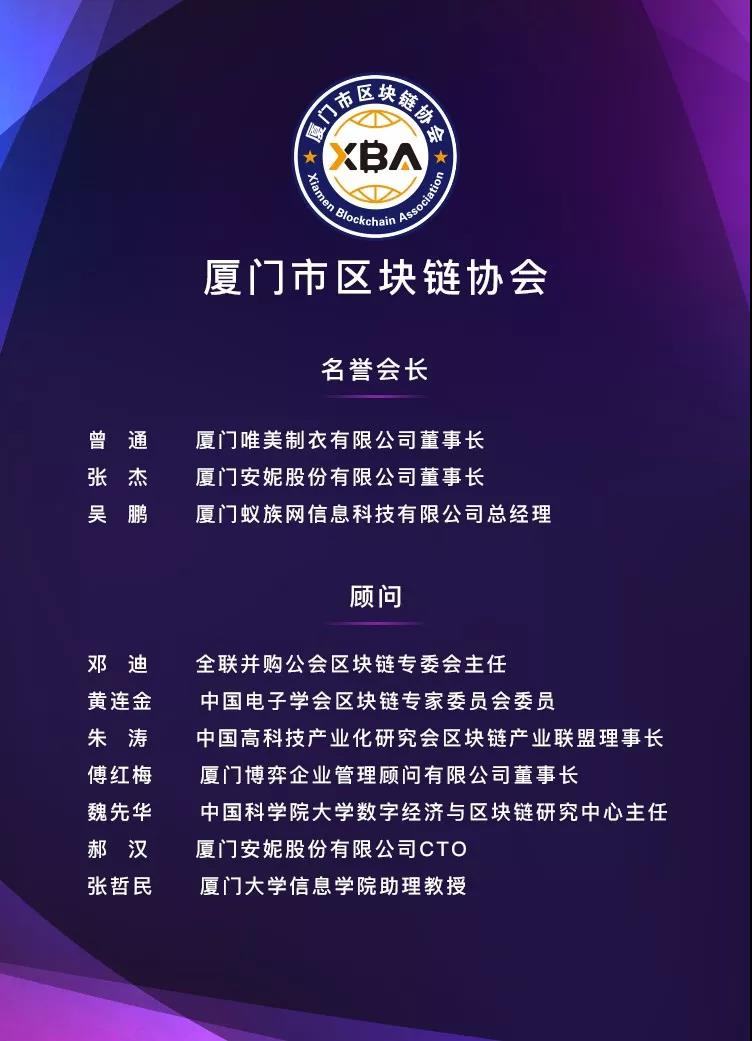 厦门市区块链协会
XBA
Xiamen Blockchain Association
厦门市区块链协会
名誉会长
曾 通 厦门唯美制衣有限公司董事长
张 杰 厦门安妮股份有限公司董事长
吴 鹏 厦门蚁族网信息科技有限公司总经理
顾问
邓 迪 全联并购公会区块链专委会主任
黄连金 中国电子学会区块链专家委员会委员
朱 涛 中国高科技产业化研究会区块链产业联盟理事长
傅红梅 厦门博弈企业管理顾问有限公司董事长
魏先华 中国科学院大学数字经济与区块链研究中心主任
郝 汉 厦门安妮股份有限公司CTO
张哲民 厦门大学信息学院助理教授